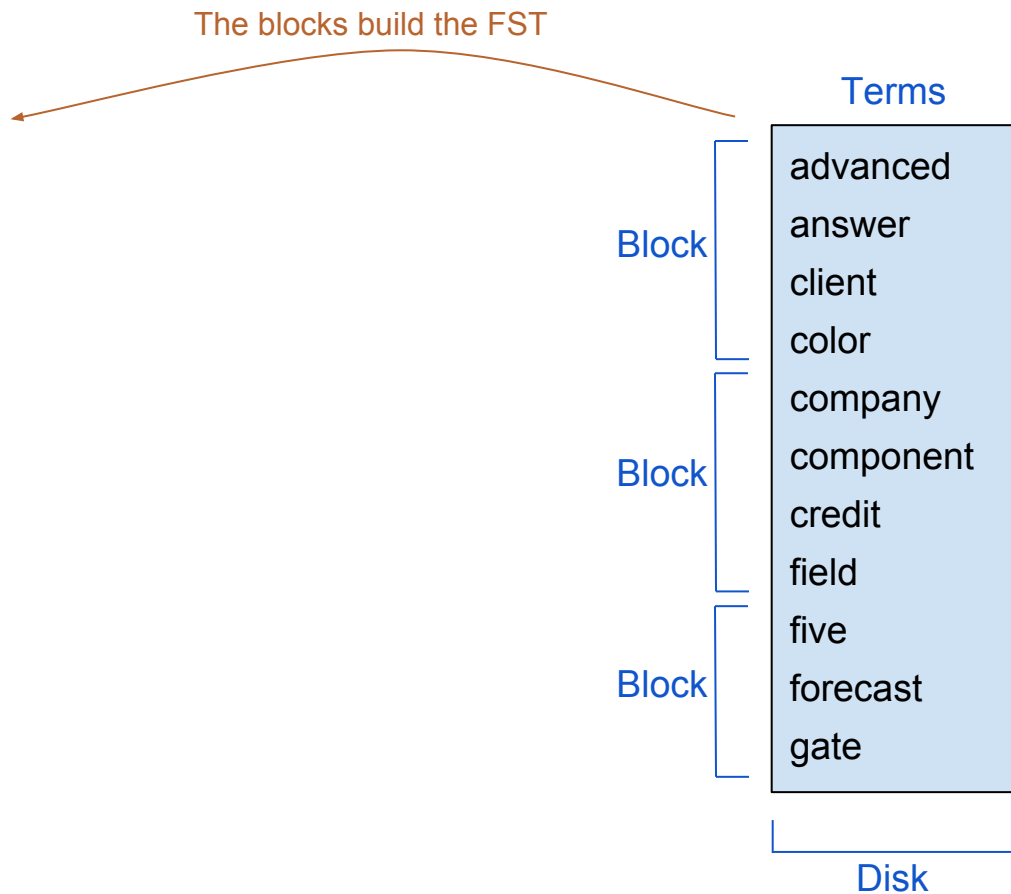 The blocks build the FST
Terms
advanced
answer
Block
client
color
company
component
Block
credit
field
five
forecast
Block
gate
Disk